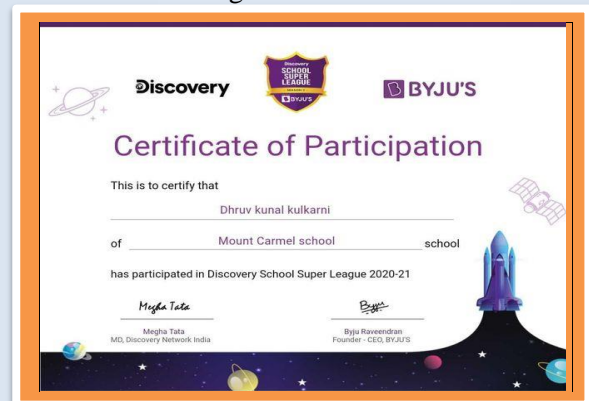 Discovery
Discovery
SCHOOL
SUPER
LEAGUE
BYJU'S
BYJU'S
Certificate of Participation
This is to certify that
Dhruv kunal kulkarni
of Mount Carmel school school
has participated in Discovery School Super League 2020-21
Megha Tata Byju
Megha Tata Byju Raveendran
MD, Discovery Network India Founder - CEO, BYJU'S